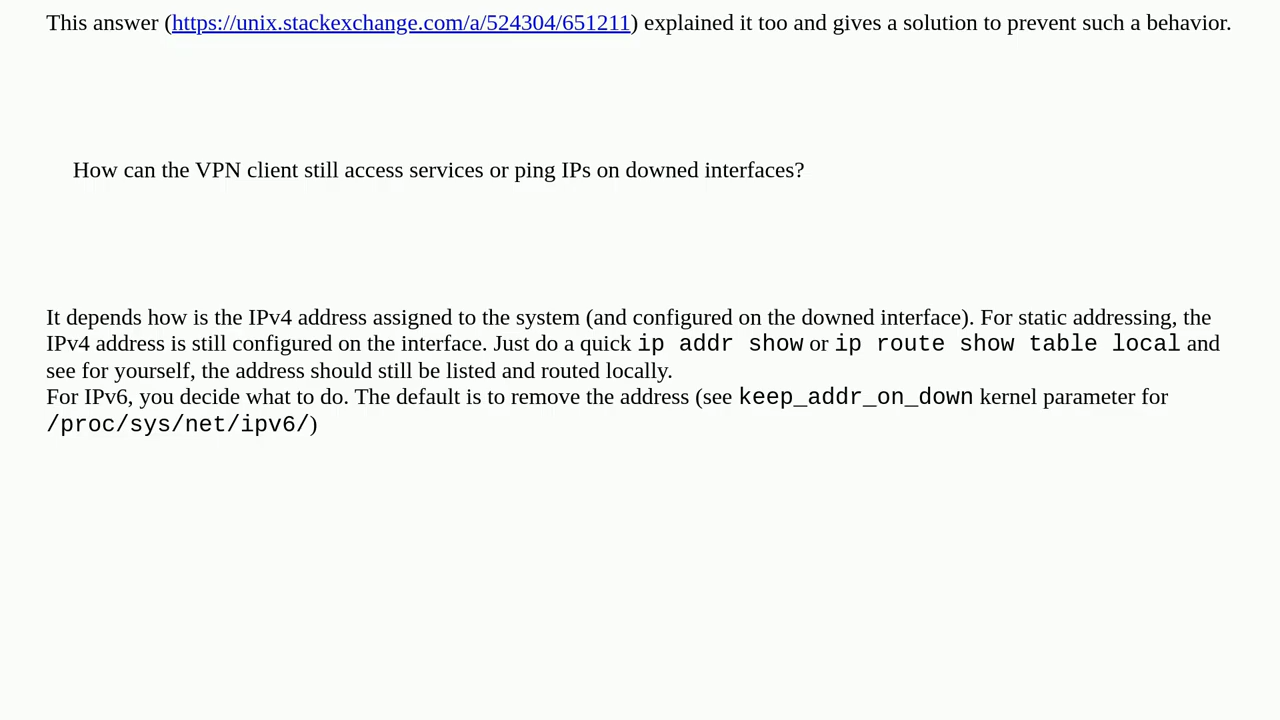 This answer (https://unix.stackexchange.com/a/524304/651211) explained it too and gives a solution to prevent such a behavior.
How can the VPN client still access services or ping IPs on downed interfaces?
It depends how is the IPv4 address assigned to the system (and configured on the downed interface). For static addressing, the
IPv4 address is still configured on the interface. Just do a quick ip addr show or ip route show table local and
see for yourself, the address should still be listed and routed locally.
For IPv6, you decide what to do. The default is to remove the address (see keep_addr_on_down kernel parameter for
/proc/sys/net/ipv6/)